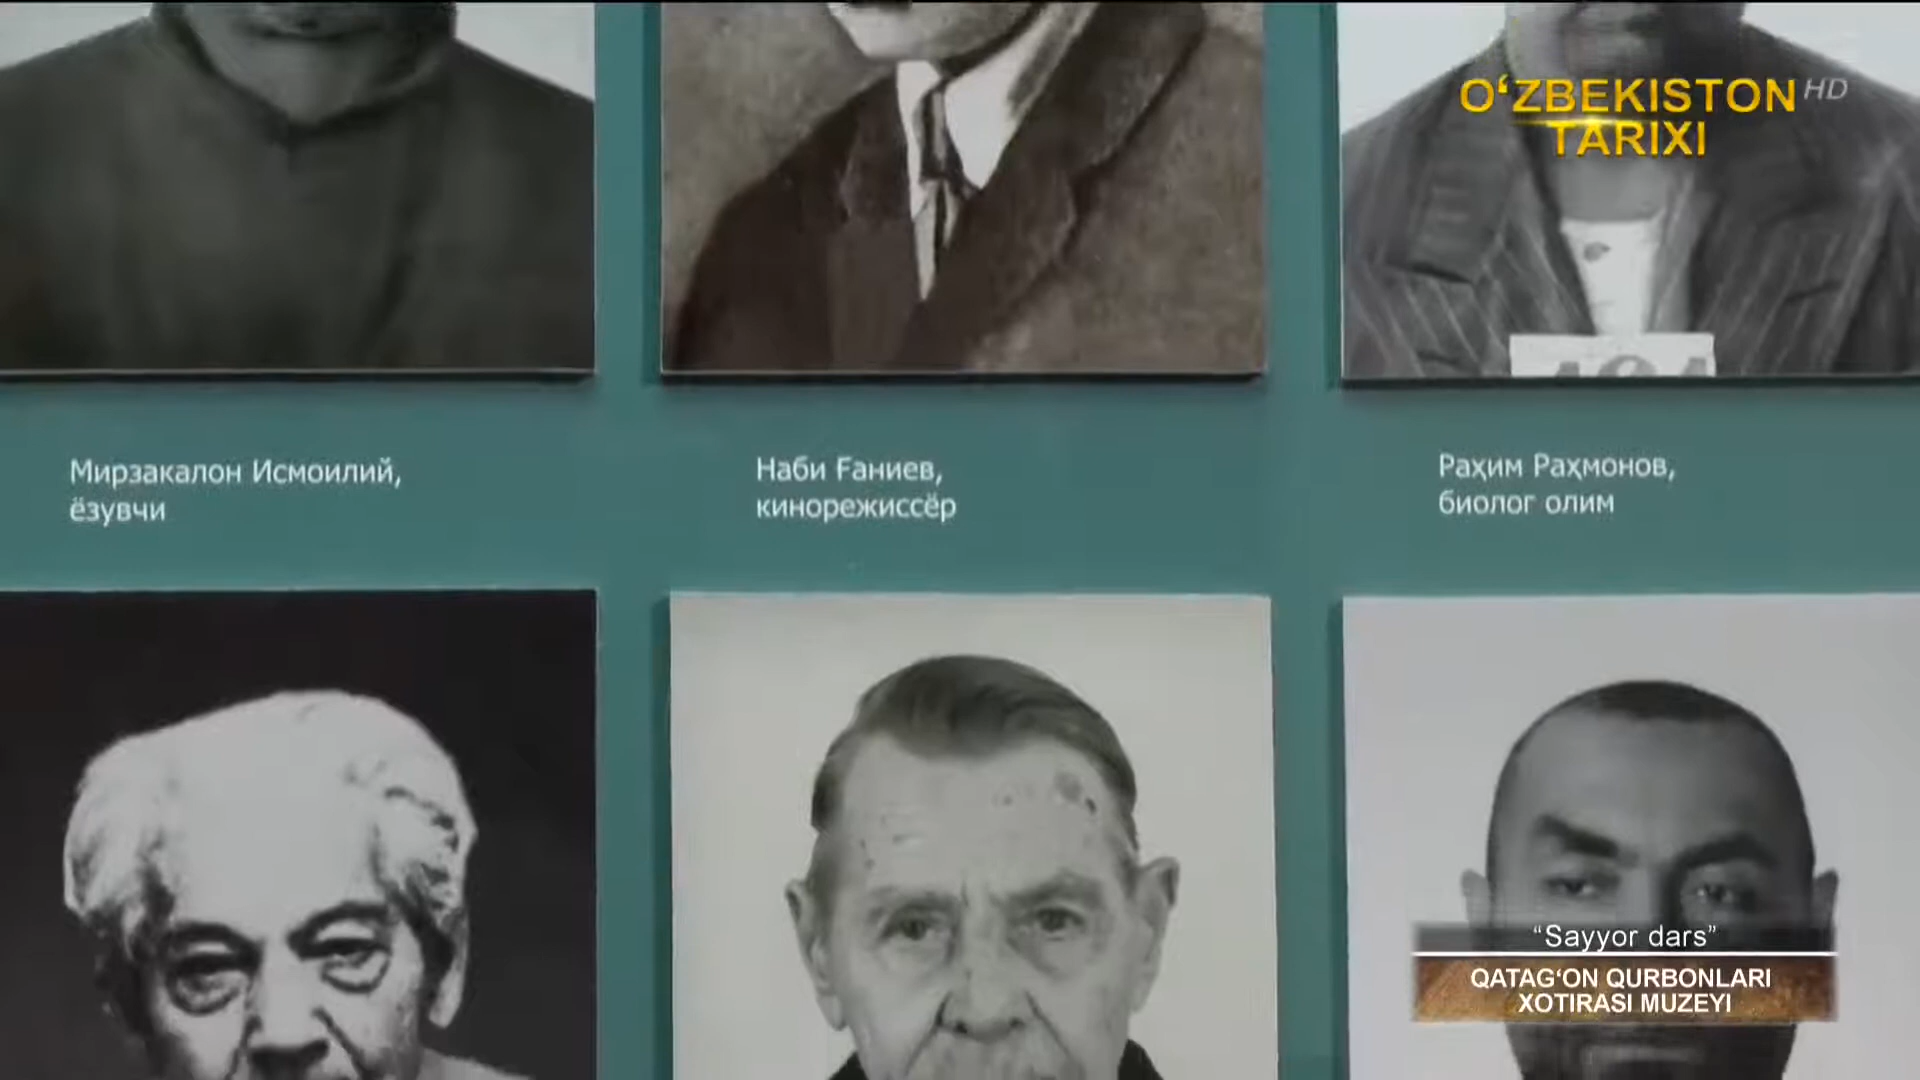 O‘ZBEKISTON HD
TARIXI
Мирзакалон Исмоилий,
ёзувчи
Наби Ғаниев,
кинорежиссёр
Раҳим Раҳмонов,
биолог олим
“Sayyor dars”
QATAG‘ON QURBONLARI
XOTIRASI MUZEYI